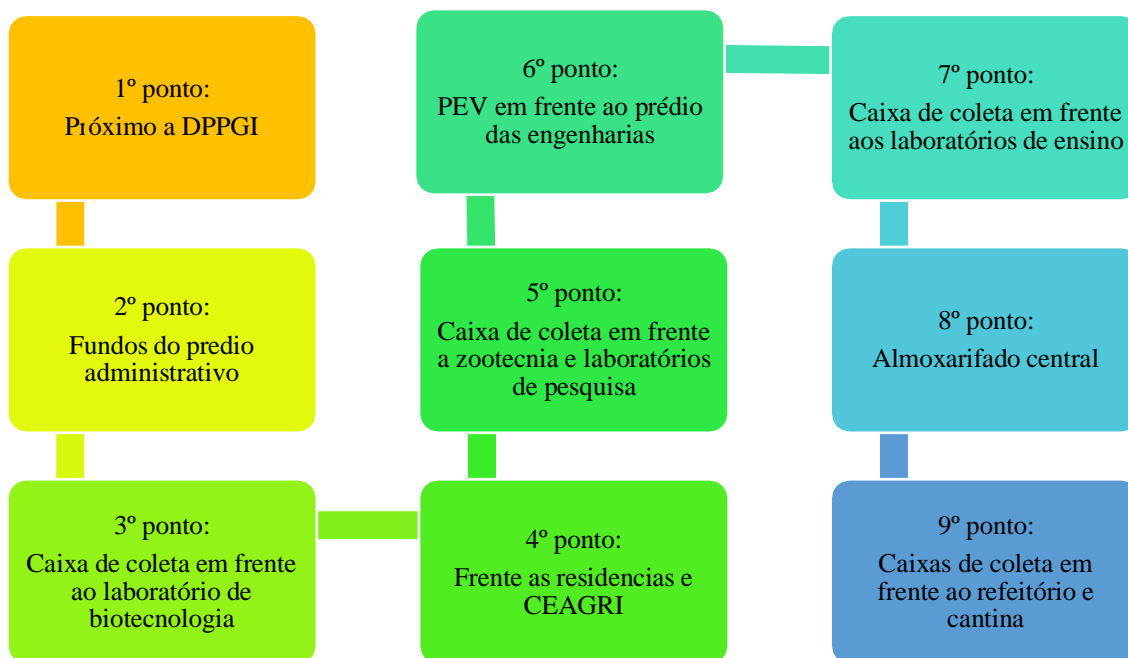 1º ponto:
Próximo a DPPGI
2º ponto:
Fundos do predio
administrativo
3º ponto:
Caixa de coleta em frente
ao laboratório de
biotecnologia
4º ponto:
Frente as residencias e
CEAGRI
5º ponto:
Caixa de coleta em frente
a zootecnia e laboratórios
de pesquisa
6º ponto:
PEV em frente ao prédio
das engenharias
7º ponto:
Caixa de coleta em frente
aos laboratórios de ensino
8º ponto:
Almoxarifado central
9º ponto:
Caixas de coleta em
frente ao refeitório e
cantina